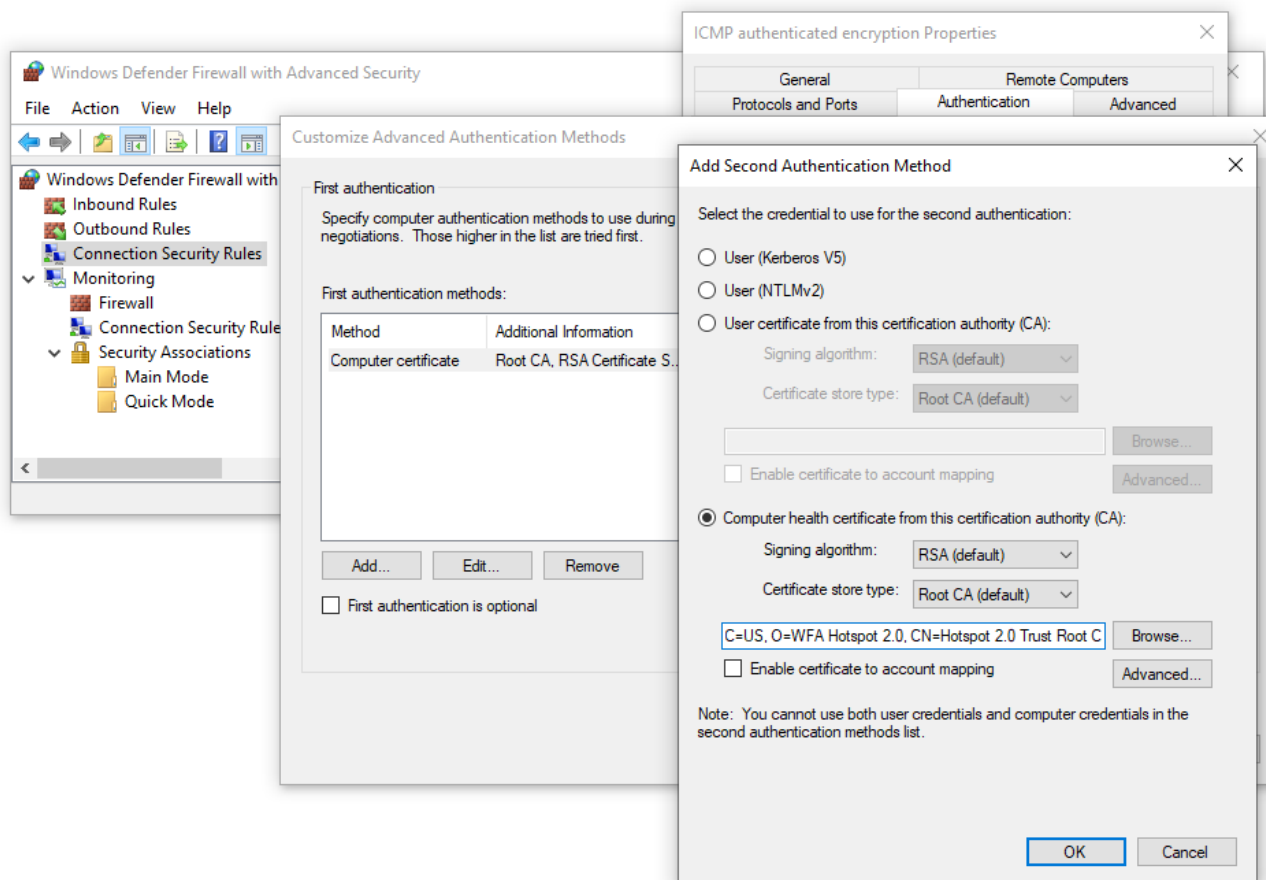 ICMP authenticated encryption Properties
General
Remote Computers
Protocols and Ports
Authentication
Advanced
Windows Defender Firewall with Advanced Security
File Action View Help
Windows Defender Firewall with
Inbound Rules
Outbound Rules
Connection Security Rules
Monitoring
Firewall
Connection Security Rule
Security Associations
Main Mode
Quick Mode
Customize Advanced Authentication Methods
First authentication
Specify computer authentication methods to use during
negotiations. Those higher in the list are tried first.
First authentication methods:
Method Additional Information
Computer certificate Root CA, RSA Certificate S...
Add... Edit... Remove
First authentication is optional
Add Second Authentication Method
Select the credential to use for the second authentication:
User (Kerberos V5)
User (NTLMv2)
User certificate from this certification authority (CA):
Signing algorithm: RSA (default)
Certificate store type: Root CA (default)
Browse...
Enable certificate to account mapping
Advanced...
Computer health certificate from this certification authority (CA):
Signing algorithm: RSA (default)
Certificate store type: Root CA (default)
C=US, O=WFA Hotspot 2.0, CN=Hotspot 2.0 Trust Root C
Browse...
Enable certificate to account mapping
Advanced...
Note: You cannot use both user credentials and computer credentials in the
second authentication methods list.
OK Cancel